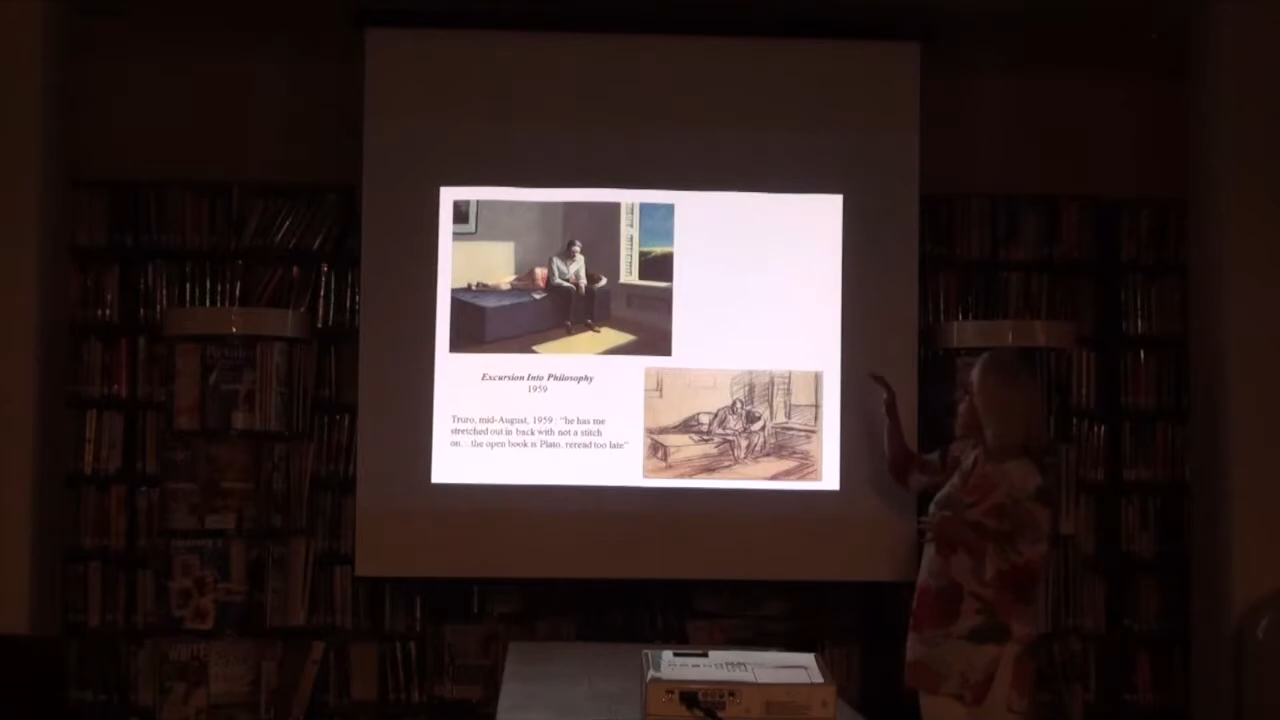 Excursion Into Philosophy
1959
Truro, mid-August, 1959: "he has me
stretched out in back with not a stitch
on... the open book is Plato, reread too late"
WHITE